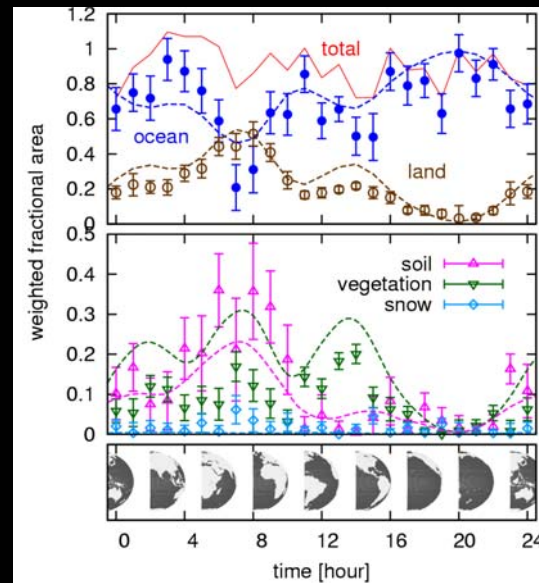 1.2
1
total
0.8
0.6
0.4
ocean
land
0.2
0
weighted fractional area
0.5
soil
0.4
vegetation
0.3
snow
0.2
0.1
0
0 4 8 12 16 20 24
time [hour]